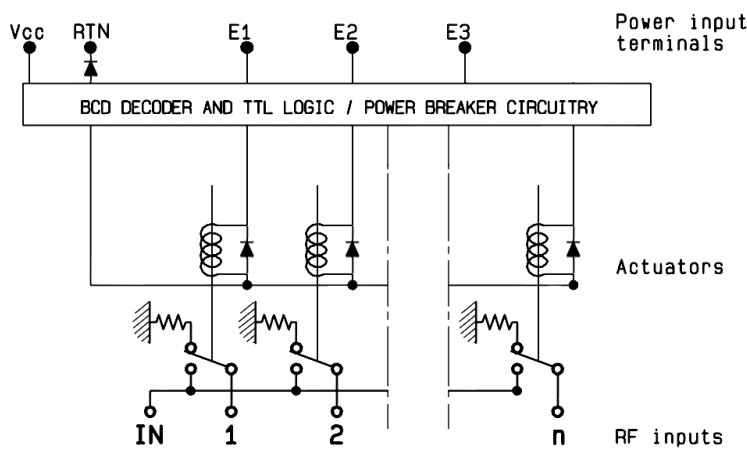 Vcc RTN E1 E2 E3 Power input
terminals
BCD DECODER AND TTL LOGIC / POWER BREAKER CIRCUITRY
Actuators
IN 1 2 n RF inputs